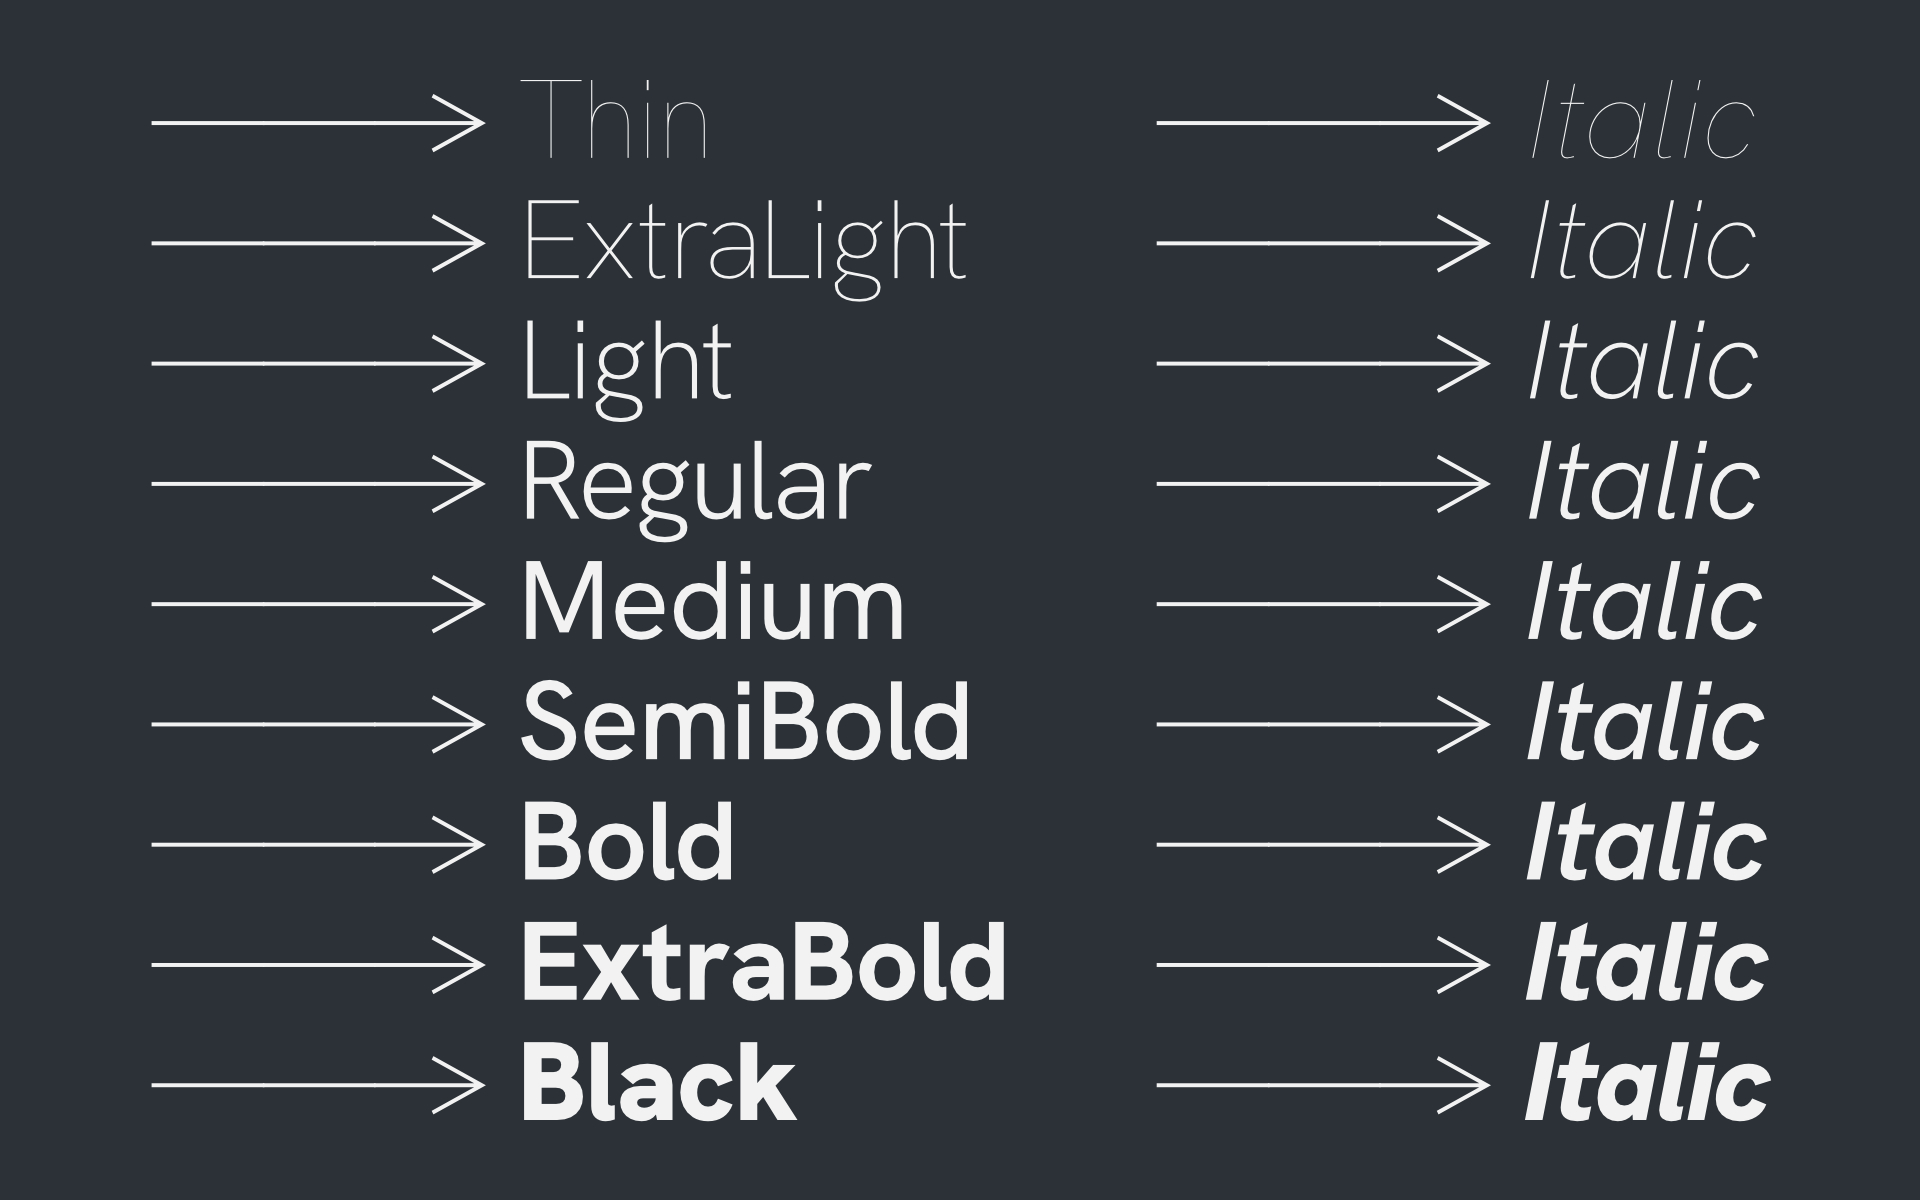 Thin Italic
ExtraLight Italic
Light Italic
Regular Italic
Medium Italic
SemiBold Italic
Bold Italic
ExtraBold Italic
Black Italic